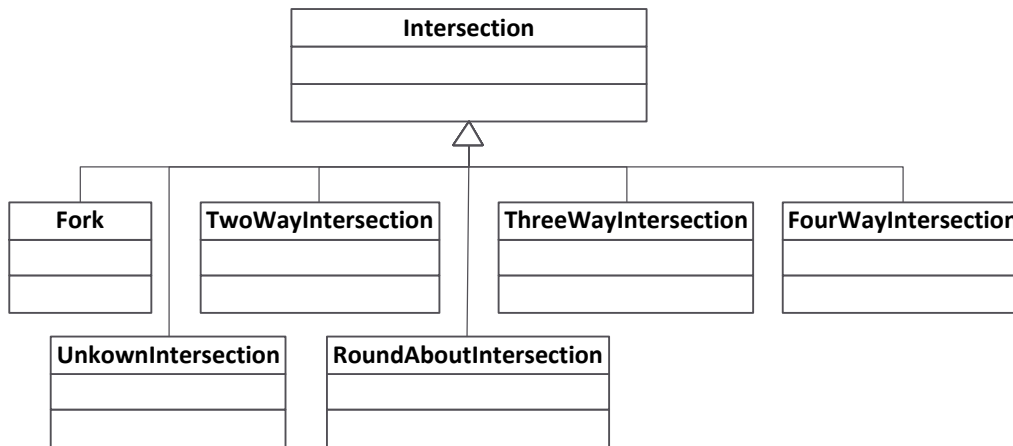 Intersection
Fork
TwoWayIntersection
ThreeWayIntersection
FourWayIntersection
UnkownIntersection
RoundAboutIntersection